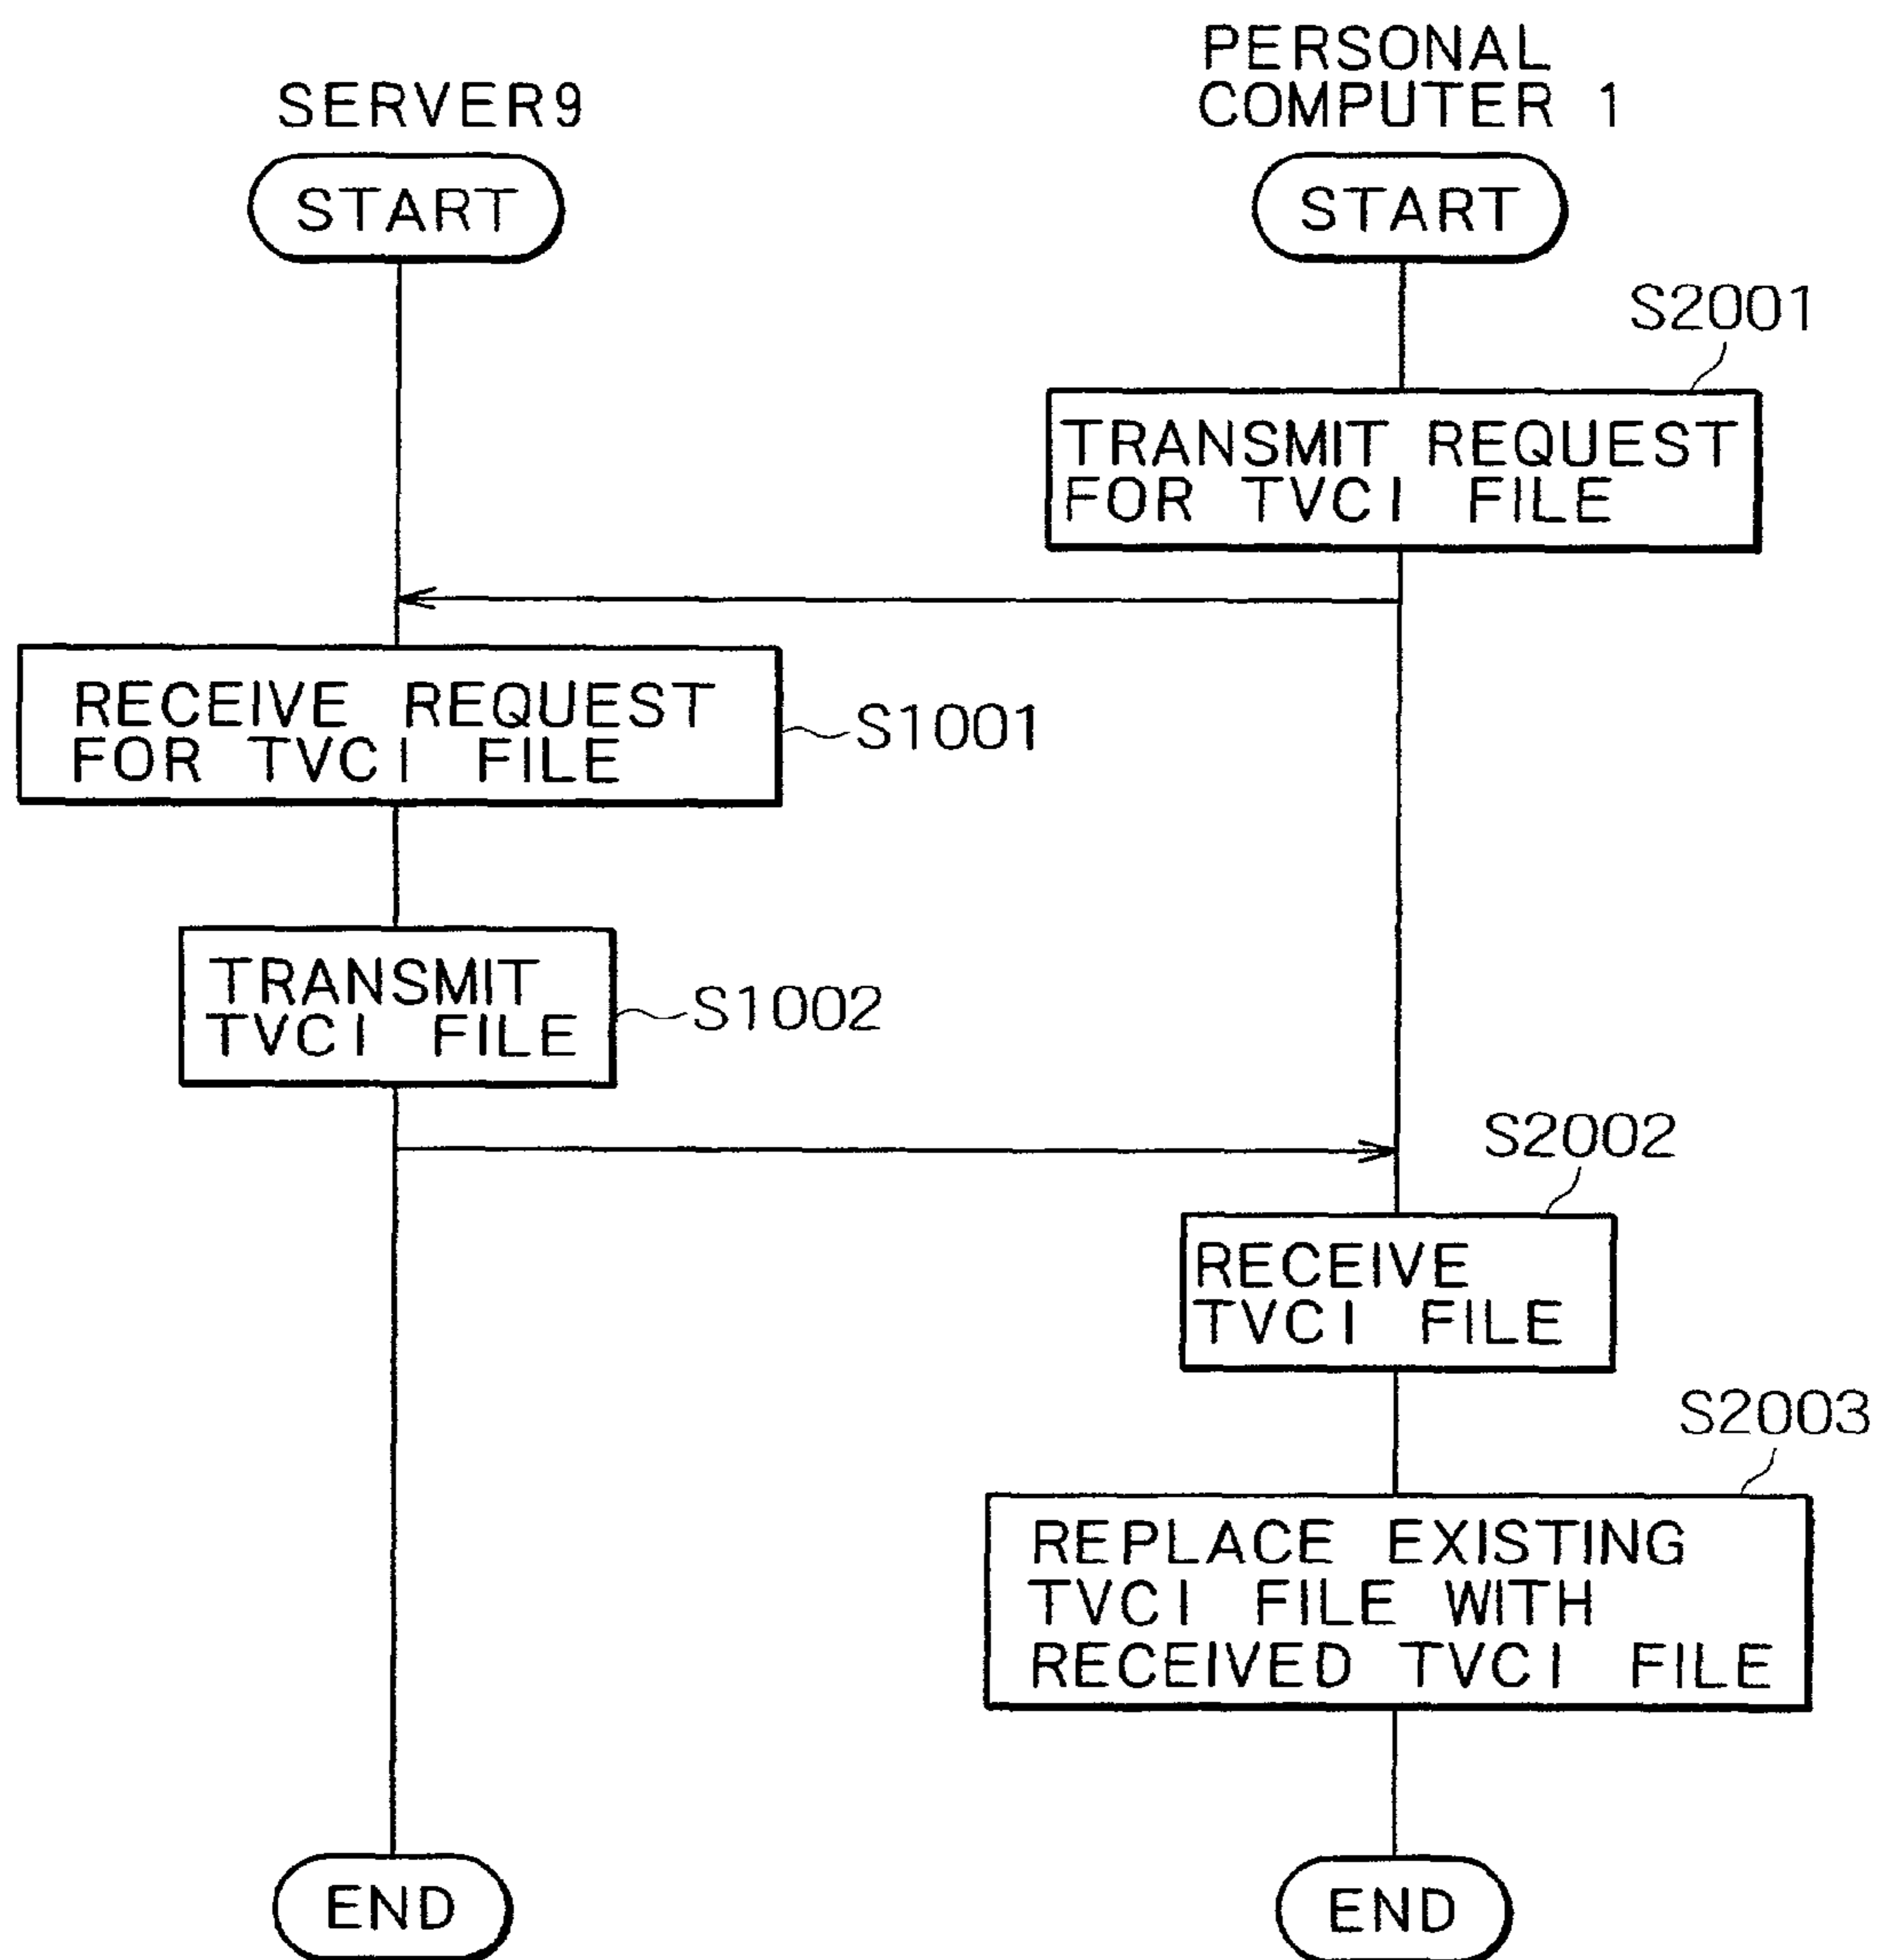 PERSONAL
COMPUTER 1
SERVER9
START
START
S2001
TRANSMIT REQUEST
FOR TVCI FILE
RECEIVE REQUEST
FOR TVCI FILE
S1001
TRANSMIT
TVCI FILE
S1002
S2002
RECEIVE
TVCI FILE
S2003
REPLACE EXISTING
TVCI FILE WITH
RECEIVED TVCI FILE
END
END